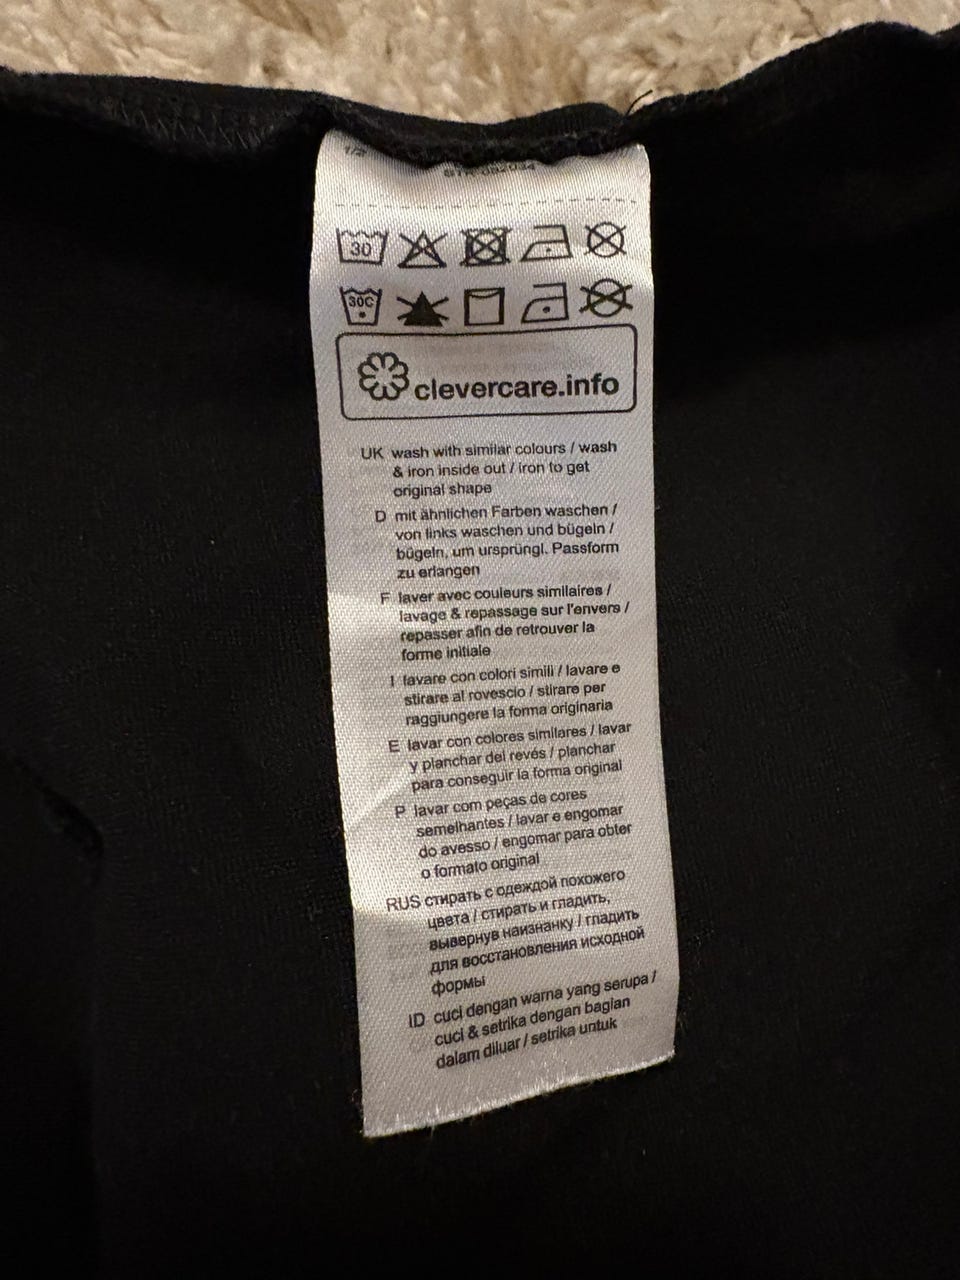 1/2
30
30C
clevercare.info
UK wash with similar colours / wash
& iron inside out / iron to get
original shape
D mit ähnlichen Farben waschen /
von links waschen und bügeln /
bügeln, um ursprüngl. Passform
zu erlangen
F laver avec couleurs similaires /
lavage & repassage sur l'envers /
repasser afin de retrouver la
forme initiale
I lavare con colori simili / lavare e
stirare al rovescio / stirare per
raggiungere la forma originaria
E lavar con colores similares / lavar
y planchar del revés / planchar
para conseguir la forma original
P lavar com peças de cores
semelhantes / lavar e engomar
do avesso / engomar para obter
o formato original
RUS стирать с одеждой похожего
цвета / стирать и гладить,
вывернув наизнанку / гладить
для восстановления исходной
формы
ID cuci dengan warna yang serupa /
cuci & setrika dengan bagian
dalam diluar / setrika untuk